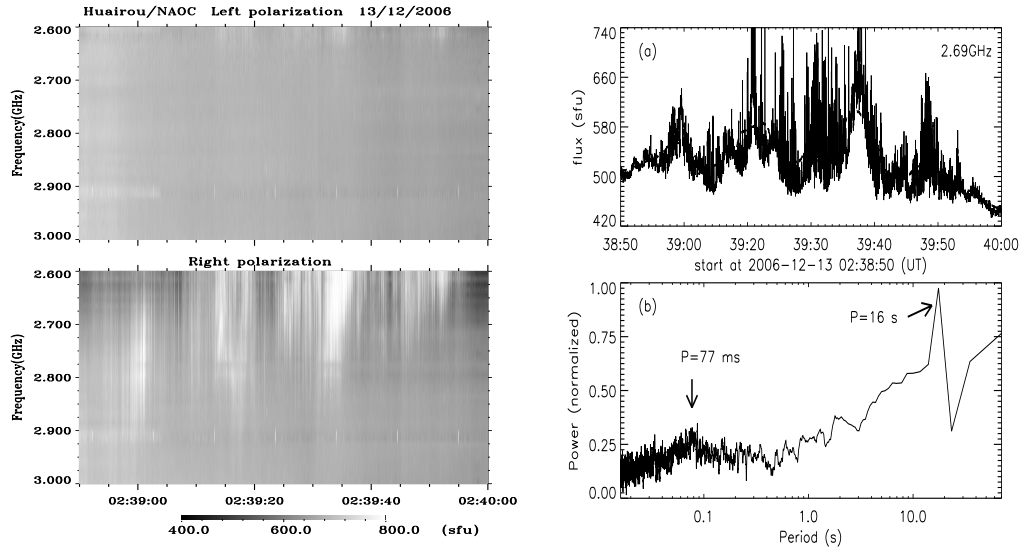 Huairou/NAOC Left polarization 13/12/2006
2.600
2.700
2.800
2.900
3.000
Frequency(GHz)
Right polarization
2.600
2.700
2.800
2.900
3.000
Frequency(GHz)
02:39:00 02:39:20 02:39:40 02:40:00
400.0 600.0 800.0 (sfu)
(a) 2.69GHz
740
660
580
500
420
flux (sfu)
38:50 39:00 39:20 39:30 39:40 39:50 40:00
start at 2006-12-13 02:38:50 (UT)
(b)
P=16 s
P=77 ms
1.00
0.75
0.50
0.25
0.00
Power (normalized)
0.1 1.0 10.0
Period (s)